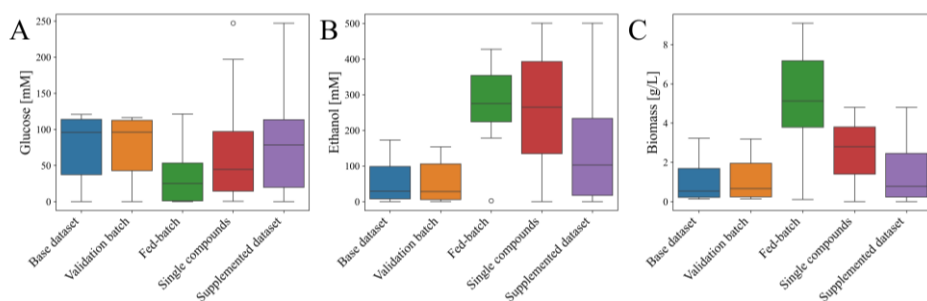 A
Glucose [mM]
250
200
150
100
50
0
Base dataset
Validation batch
Fed-batch
Single compounds
Supplemented dataset
B
Ethanol [mM]
500
400
300
200
100
0
Base dataset
Validation batch
Fed-batch
Single compounds
Supplemented dataset
C
Biomass [g/L]
8
6
4
2
0
Base dataset
Validation batch
Fed-batch
Single compounds
Supplemented dataset